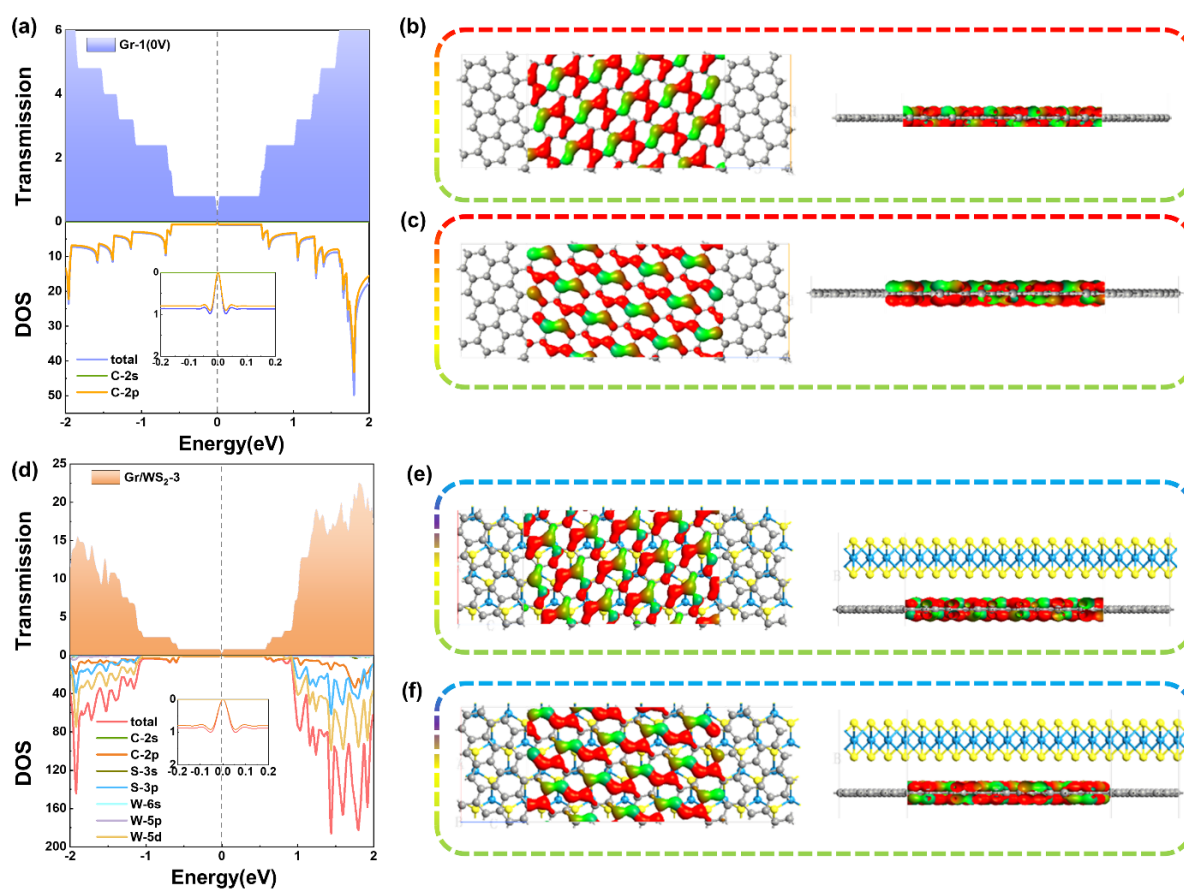 (a)
Gr-1(0V)
Transmission
6
4
2
0
10
20
30
40
50
DOS
0
1
2
-0.2 -0.1 0.0 0.1 0.2
total
C-2s
C-2p
-2 -1 0 1 2
Energy(eV)
(b)
(c)
(d)
Gr/WS2-3
Transmission
25
20
15
10
5
0
40
80
120
160
200
DOS
0
1
2
-0.2 -0.1 0.0 0.1 0.2
total
C-2s
C-2p
S-3s
S-3p
W-6s
W-5p
W-5d
-2 -1 0 1 2
Energy(eV)
(e)
(f)